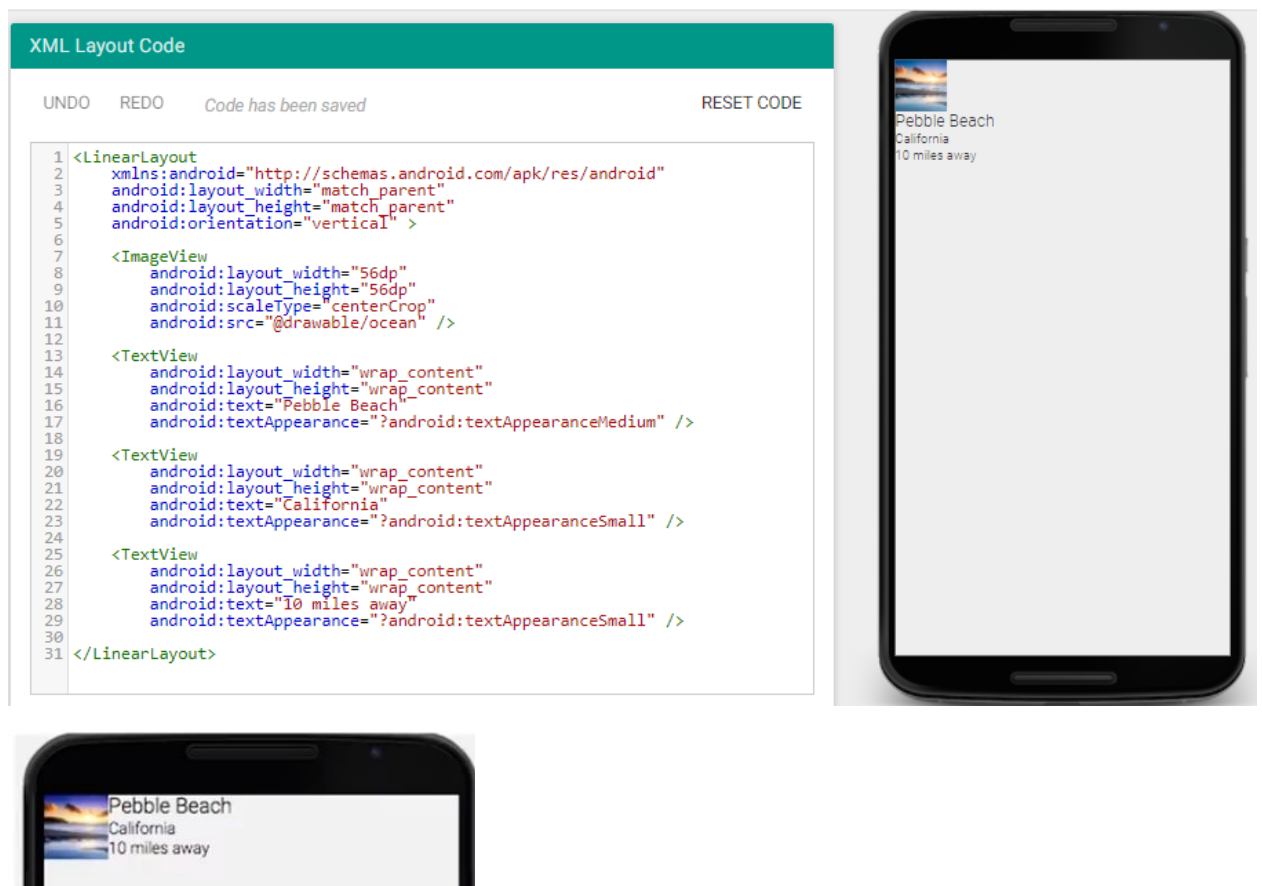 XML Layout Code
UNDO REDO Code has been saved RESET CODE
1 <LinearLayout
2 xmlns:android="http://schemas.android.com/apk/res/android"
3 android:layout_width="match_parent"
4 android:layout_height="match_parent"
5 android:orientation="vertical" >
6
7 <ImageView
8 android:layout_width="56dp"
9 android:layout_height="56dp"
10 android:scaleType="centerCrop"
11 android:src="@drawable/ocean" />
12
13 <TextView
14 android:layout_width="wrap_content"
15 android:layout_height="wrap_content"
16 android:text="Pebble Beach"
17 android:textAppearance="?android:textAppearanceMedium" />
18
19 <TextView
20 android:layout_width="wrap_content"
21 android:layout_height="wrap_content"
22 android:text="California"
23 android:textAppearance="?android:textAppearanceSmall" />
24
25 <TextView
26 android:layout_width="wrap_content"
27 android:layout_height="wrap_content"
28 android:text="10 miles away"
29 android:textAppearance="?android:textAppearanceSmall" />
30
31 </LinearLayout>
Pebble Beach
California
10 miles away
Pebble Beach
California
10 miles away